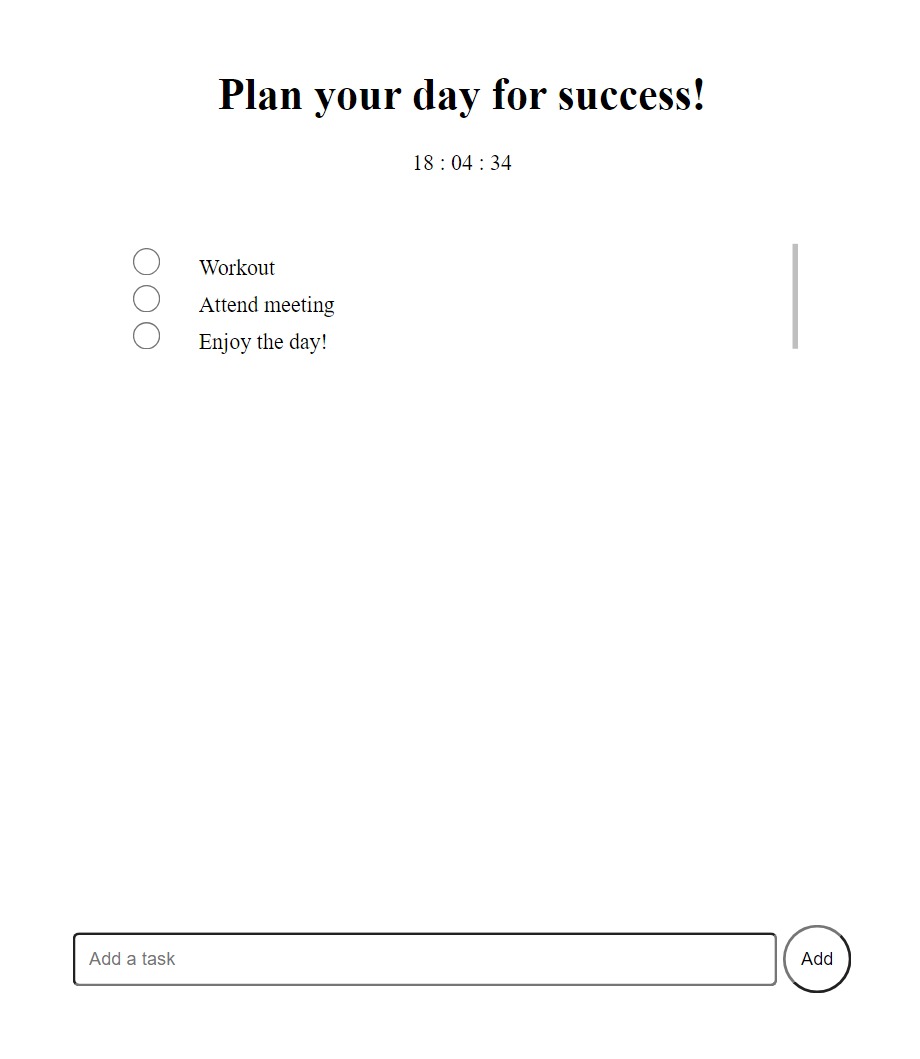 Plan your day for success!
18 : 04 : 34
Workout
Attend meeting
Enjoy the day!
Add a task
Add